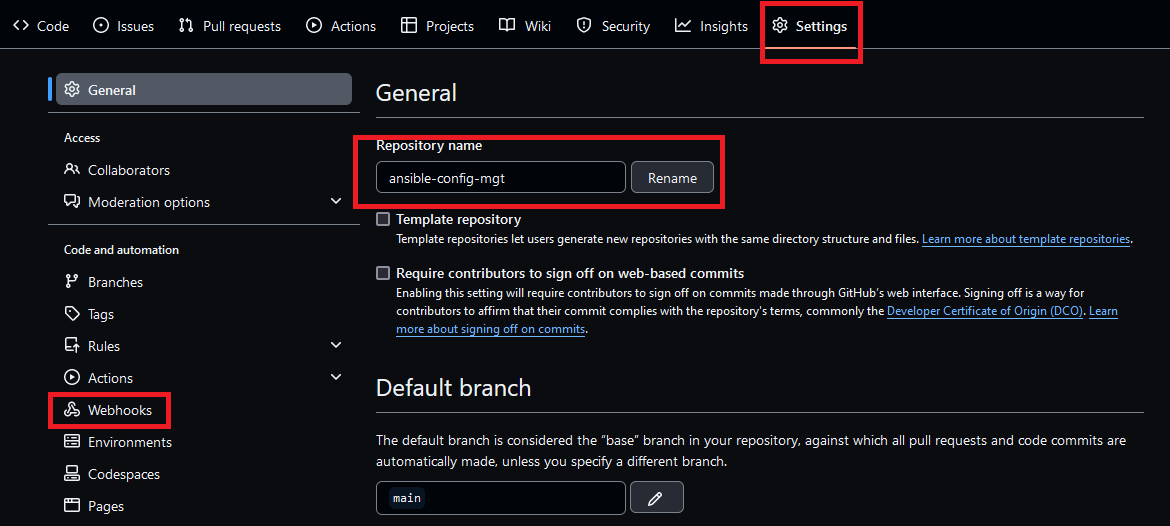 Code Issues Pull requests Actions Projects Wiki Security Insights Settings
General
Access
Collaborators
Moderation options
Code and automation
Branches
Tags
Rules
Actions
Webhooks
Environments
Codespaces
Pages
General
Repository name
ansible-config-mgt Rename
Template repository
Template repositories let users generate new repositories with the same directory structure and files. Learn more about template repositories.
Require contributors to sign off on web-based commits
Enabling this setting will require contributors to sign off on commits made through GitHub's web interface. Signing off is a way for
contributors to affirm that their commit complies with the repository's terms, commonly the Developer Certificate of Origin (DCO). Learn
more about signing off on commits.
Default branch
The default branch is considered the “base” branch in your repository, against which all pull requests and code commits are
automatically made, unless you specify a different branch.
main